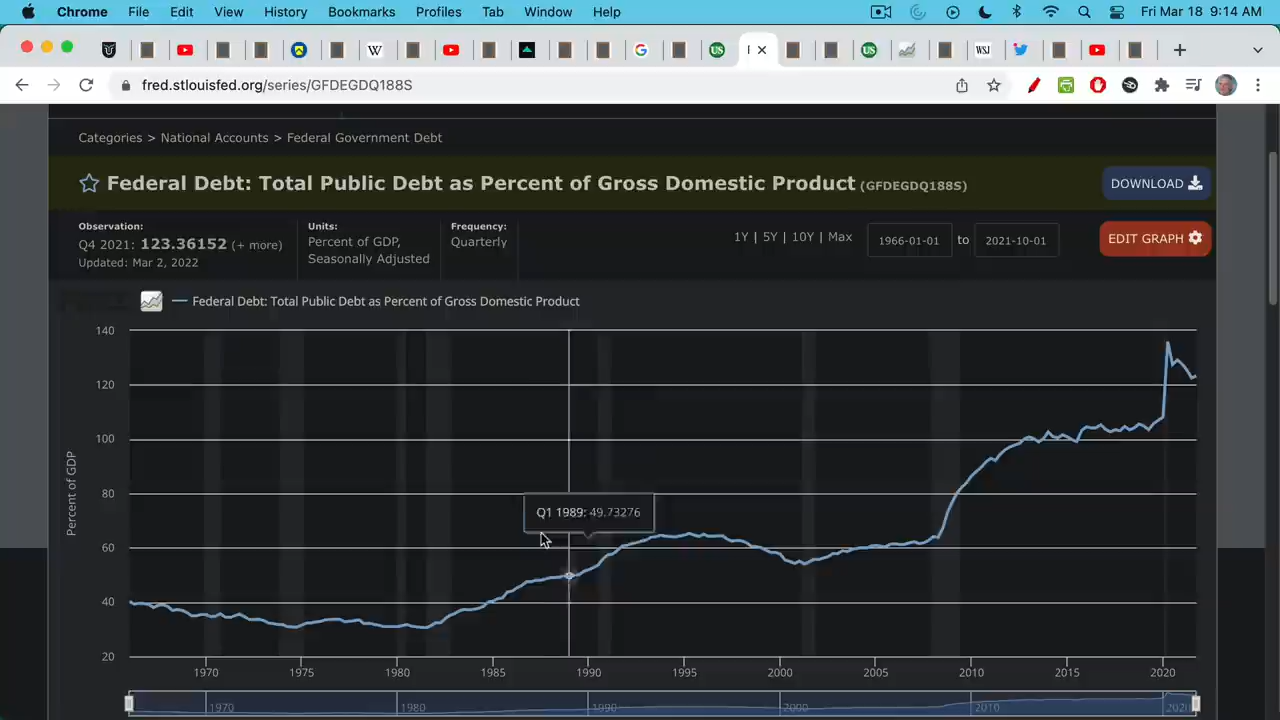 Chrome File Edit View History Bookmarks Profiles Tab Window Help Fri Mar 18 9:14 AM
W G US US WSJ
fred.stlouisfed.org/series/GFDEGDQ188S
Categories > National Accounts > Federal Government Debt
Federal Debt: Total Public Debt as Percent of Gross Domestic Product (GFDEGDQ188S)
DOWNLOAD
Observation:
Q4 2021: 123.36152 (+ more)
Updated: Mar 2, 2022
Units:
Percent of GDP,
Seasonally Adjusted
Frequency:
Quarterly
1Y | 5Y | 10Y | Max
1966-01-01 to 2021-10-01
EDIT GRAPH
Federal Debt: Total Public Debt as Percent of Gross Domestic Product
140
120
100
80
60
40
20
Percent of GDP
Q1 1989: 49.73276
1970 1975 1980 1985 1990 1995 2000 2005 2010 2015 2020
1970 1980 1990 2000 2010 2020